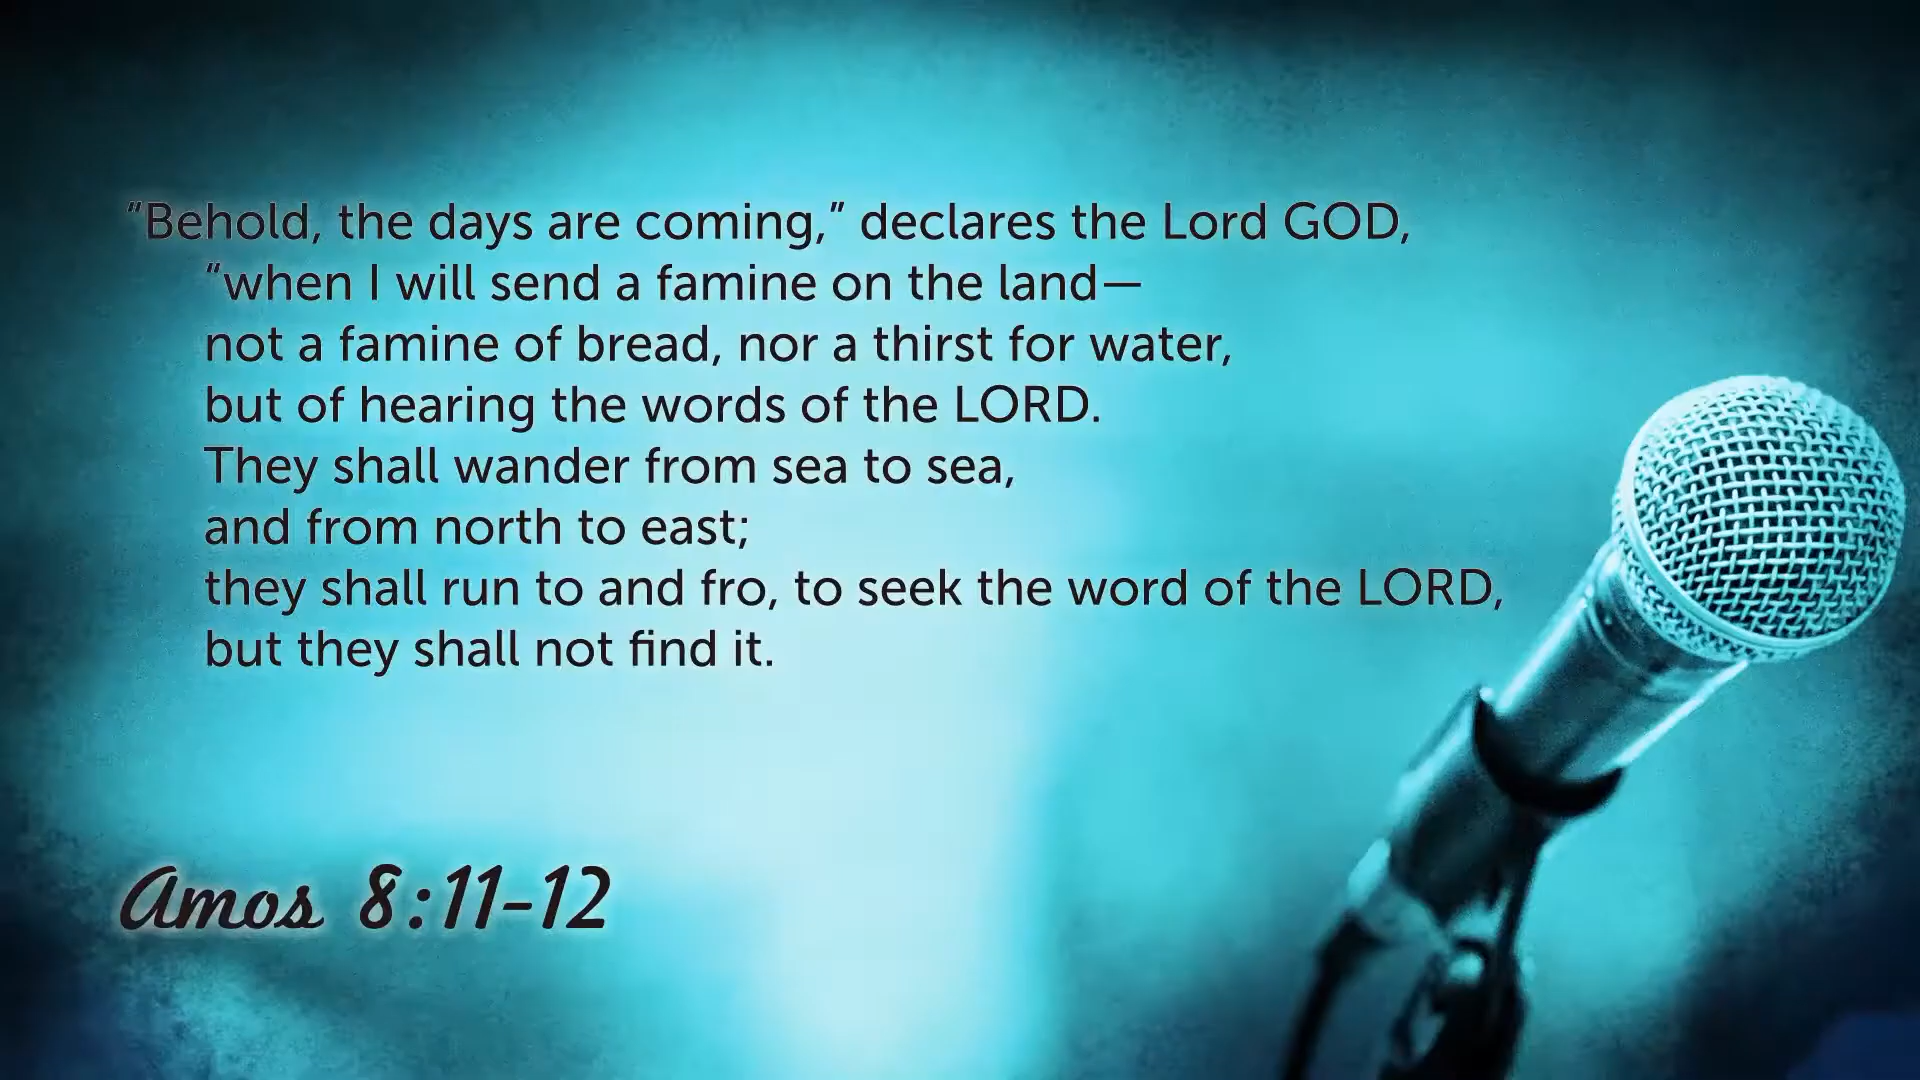 “Behold, the days are coming,” declares the Lord GOD,
“when I will send a famine on the land—
not a famine of bread, nor a thirst for water,
but of hearing the words of the LORD.
They shall wander from sea to sea,
and from north to east;
they shall run to and fro, to seek the word of the LORD,
but they shall not find it.
Amos 8:11-12